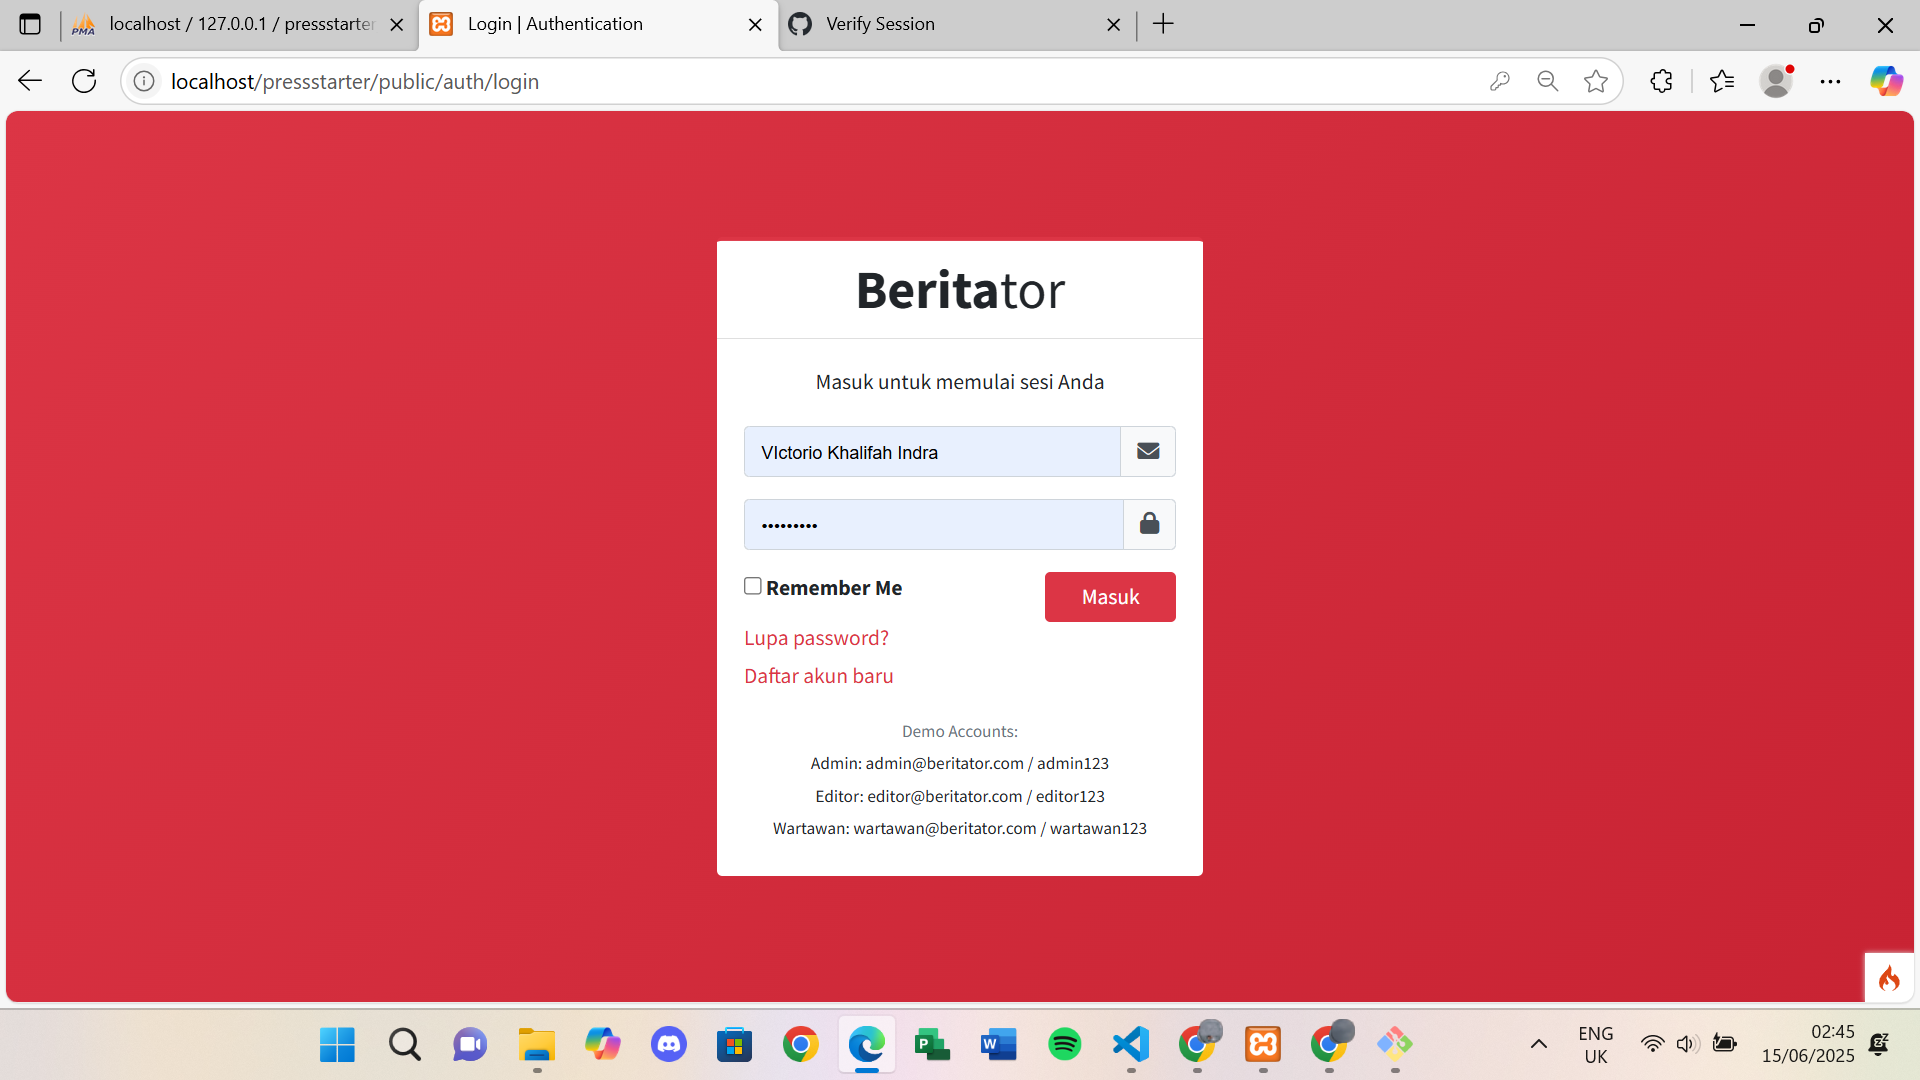 localhost / 127.0.0.1 / pressstarter
Login | Authentication
Verify Session
localhost/pressstarter/public/auth/login
Beritator
Masuk untuk memulai sesi Anda
VIctorio Khalifah Indra
•••••••••
Remember Me
Masuk
Lupa password?
Daftar akun baru
Demo Accounts:
Admin: admin@beritator.com / admin123
Editor: editor@beritator.com / editor123
Wartawan: wartawan@beritator.com / wartawan123
ENG
UK
02:45
15/06/2025